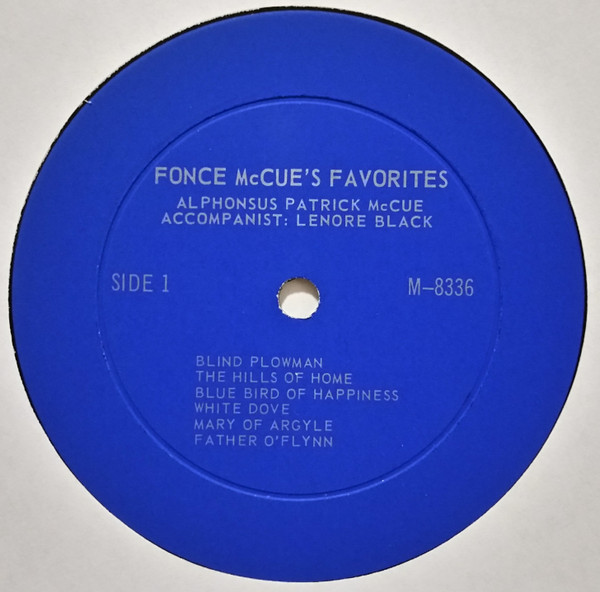 FONCE McCUE'S FAVORITES
ALPHONSUS PATRICK McCUE
ACCOMPANIST: LENORE BLACK
SIDE 1
M-8336
BLIND PLOWMAN
THE HILLS OF HOME
BLUE BIRD OF HAPPINESS
WHITE DOVE
MARY OF ARGYLE
FATHER O'FLYNN